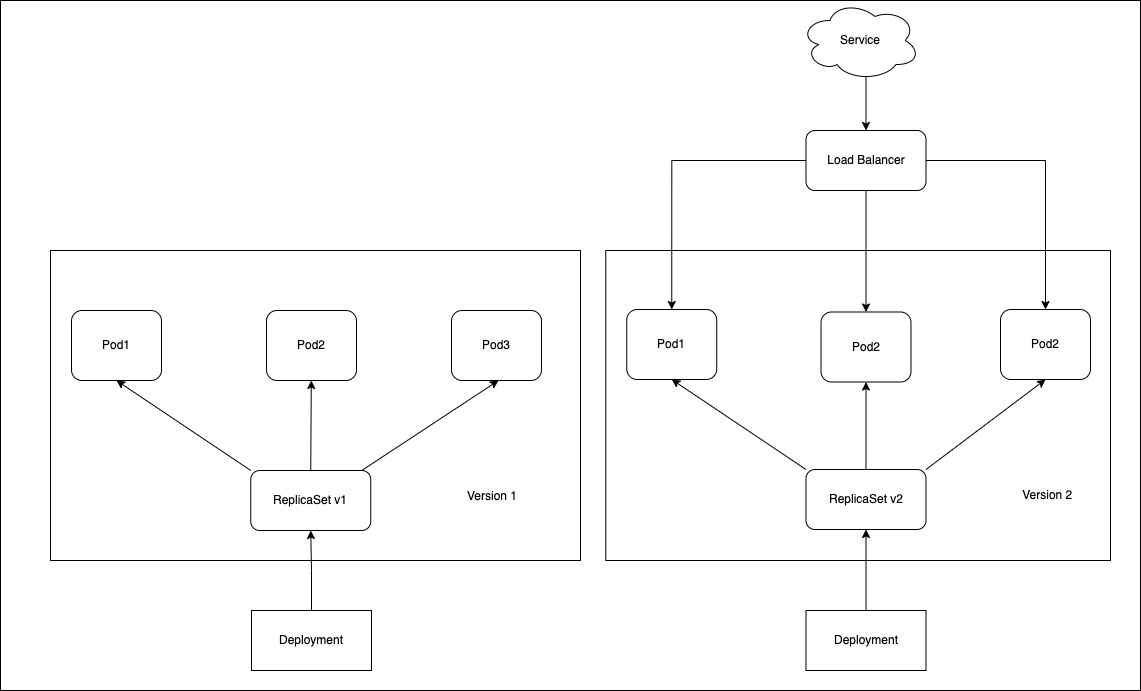 Service
Load Balancer
Pod1
Pod2
Pod3
Pod1
Pod2
Pod2
ReplicaSet v1
Version 1
ReplicaSet v2
Version 2
Deployment
Deployment